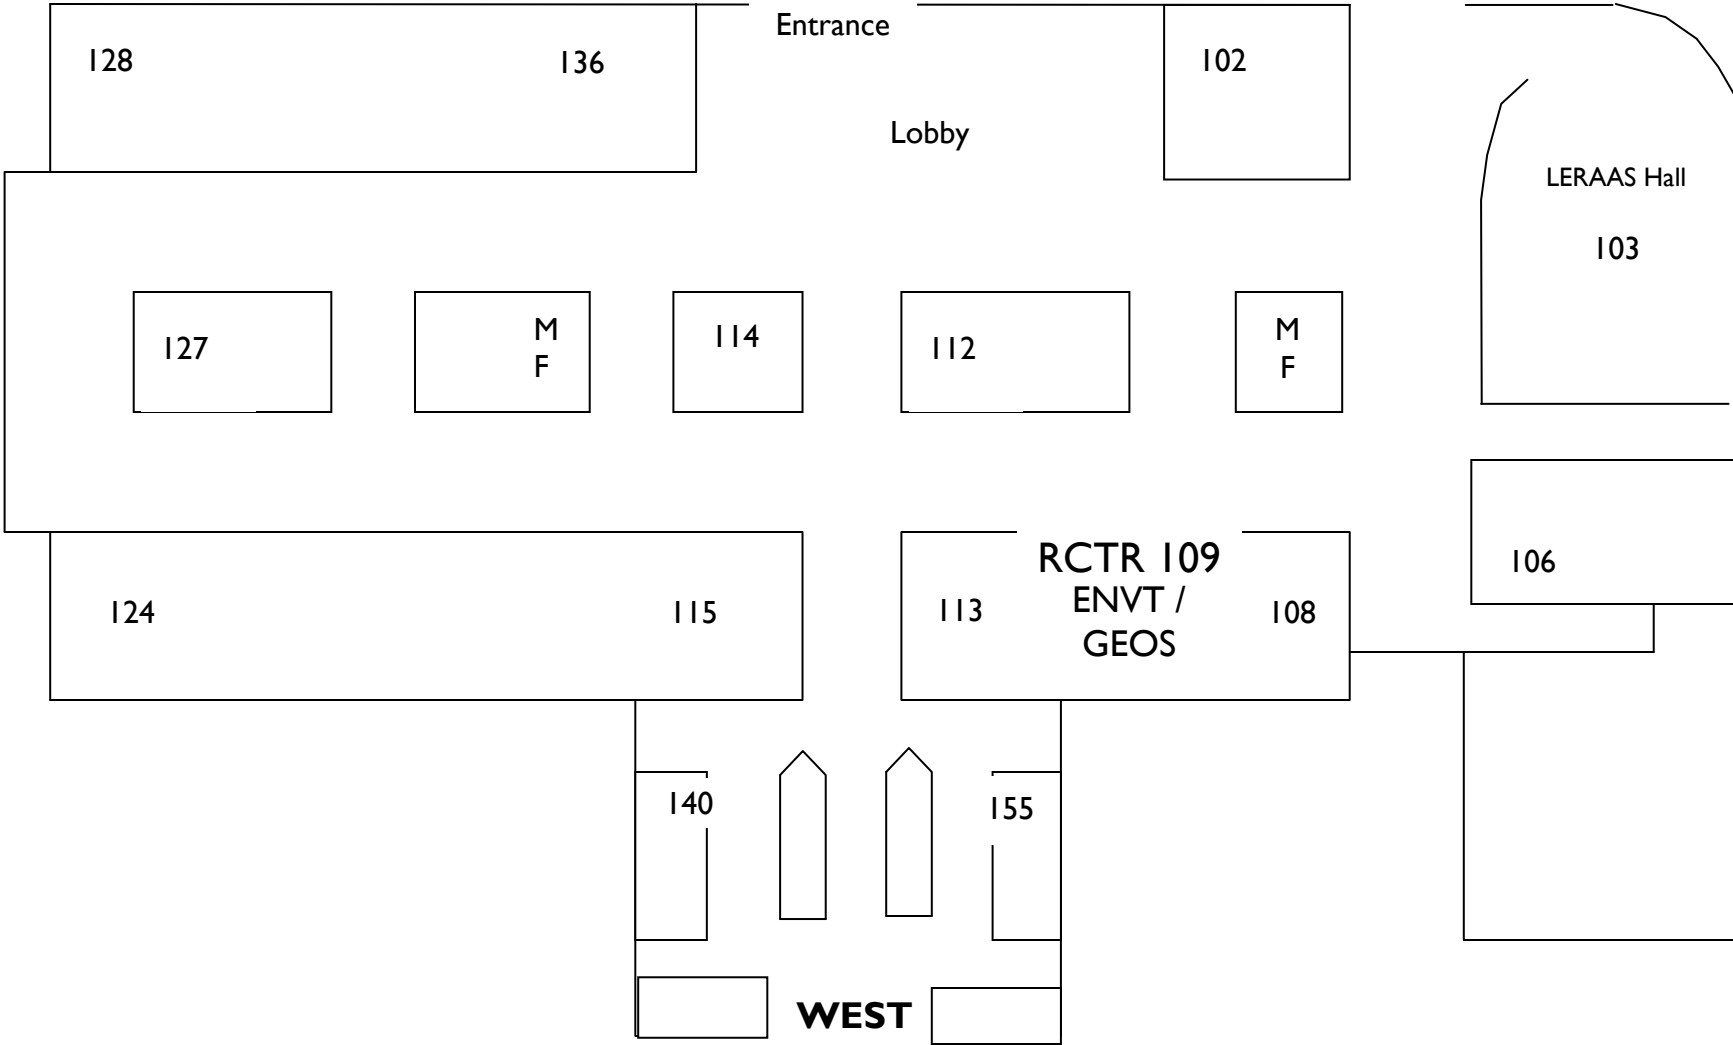 Entrance
128
136
102
Lobby
LERAAS Hall
103
127
M
F
114
112
M
F
RCTR 109
ENVT /
GEOS
106
124
115
113
108
140
155
WEST